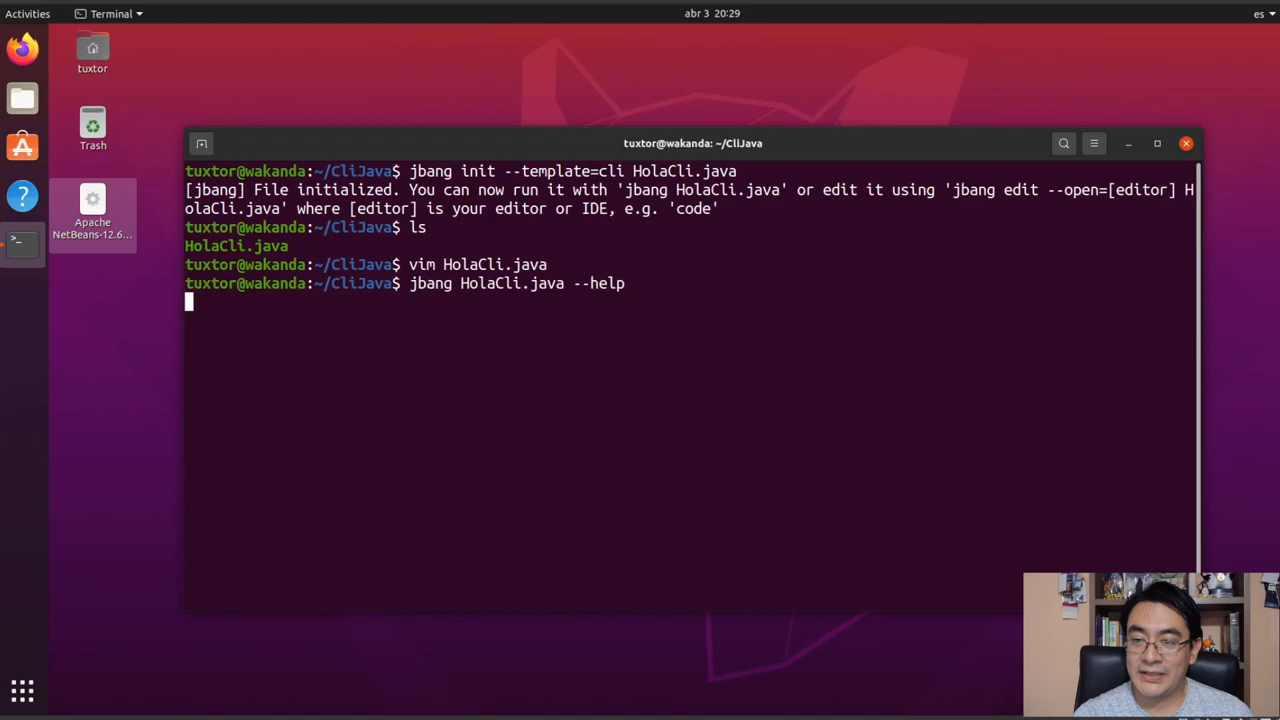 Activities
Terminal
abr 3 20:29
es
tuxtor
Trash
Apache
NetBeans-12.6...
tuxtor@wakanda: ~/CliJava
tuxtor@wakanda:~/CliJava$ jbang init --template=cli HolaCli.java
[jbang] File initialized. You can now run it with 'jbang HolaCli.java' or edit it using 'jbang edit --open=[editor] H
olaCli.java' where [editor] is your editor or IDE, e.g. 'code'
tuxtor@wakanda:~/CliJava$ ls
HolaCli.java
tuxtor@wakanda:~/CliJava$ vim HolaCli.java
tuxtor@wakanda:~/CliJava$ jbang HolaCli.java --help